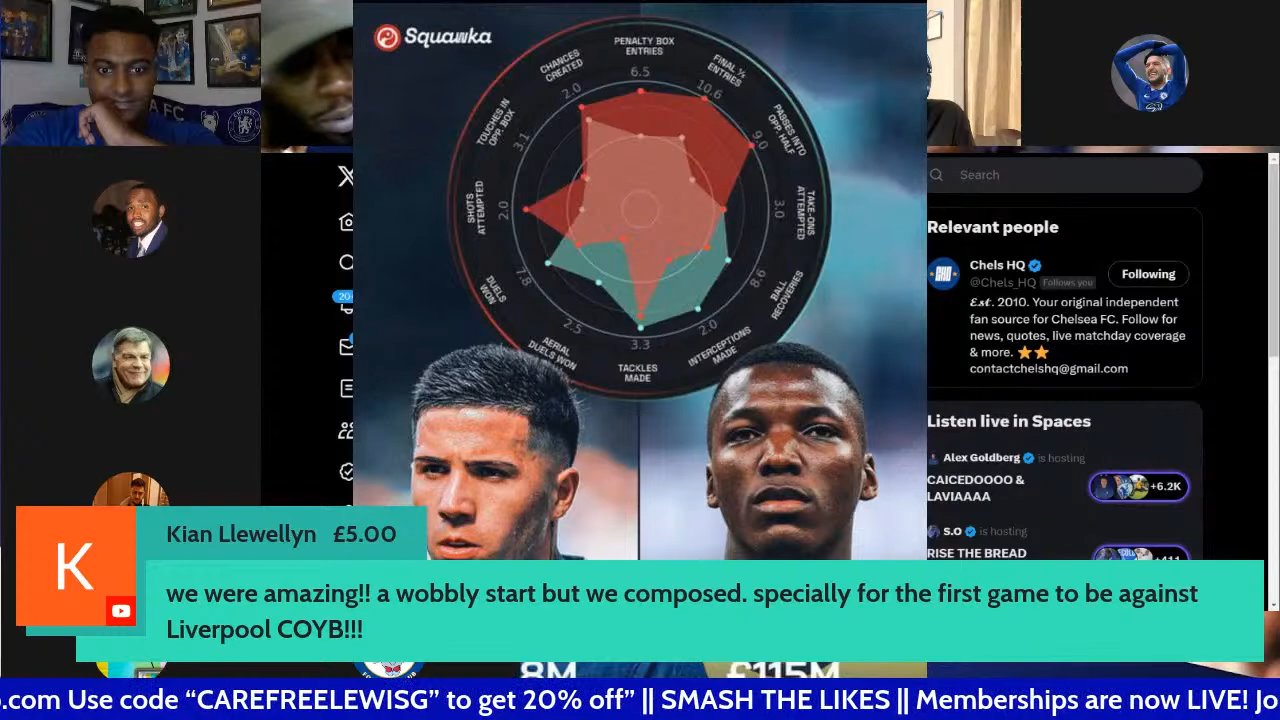 Squawka
PENALTY BOX
ENTRIES
6.5
FINAL ⅓
ENTRIES
10.6
PASSES INTO
OPP. HALF
9.0
TAKE-ONS
ATTEMPTED
3.0
BALL
RECOVERIES
8.6
INTERCEPTIONS
MADE
2.0
TACKLES
MADE
3.3
AERIAL
DUELS WON
2.5
DUELS
WON
7.8
SHOTS
ATTEMPTED
2.0
TOUCHES IN
OPP. BOX
3.1
CHANCES
CREATED
2.0
20+
Search
Relevant people
Chels HQ
@Chels_HQ Follows you
Following
𝑬𝒔𝒕. 2010. Your original independent
fan source for Chelsea FC. Follow for
news, quotes, live matchday coverage
& more. ⭐⭐
contactchelshq@gmail.com
Listen live in Spaces
Alex Goldberg is hosting
CAICEDOOOO &
LAVIAAAA
+6.2K
S.O is hosting
RISE THE BREAD
+411
K
Kian Llewellyn £5.00
we were amazing!! a wobbly start but we composed. specially for the first game to be against
Liverpool COYB!!!
8M
£115M
.com Use code “CAREFREELEWISG” to get 20% off” || SMASH THE LIKES || Memberships are now LIVE! Jo